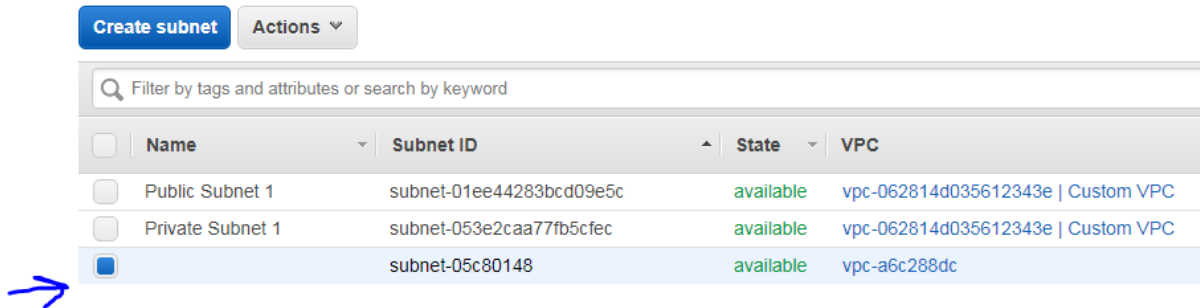 Create subnet Actions
Filter by tags and attributes or search by keyword
Name Subnet ID State VPC
Public Subnet 1 subnet-01ee44283bcd09e5c available vpc-062814d035612343e | Custom VPC
Private Subnet 1 subnet-053e2caa77fb5cfec available vpc-062814d035612343e | Custom VPC
subnet-05c80148 available vpc-a6c288dc